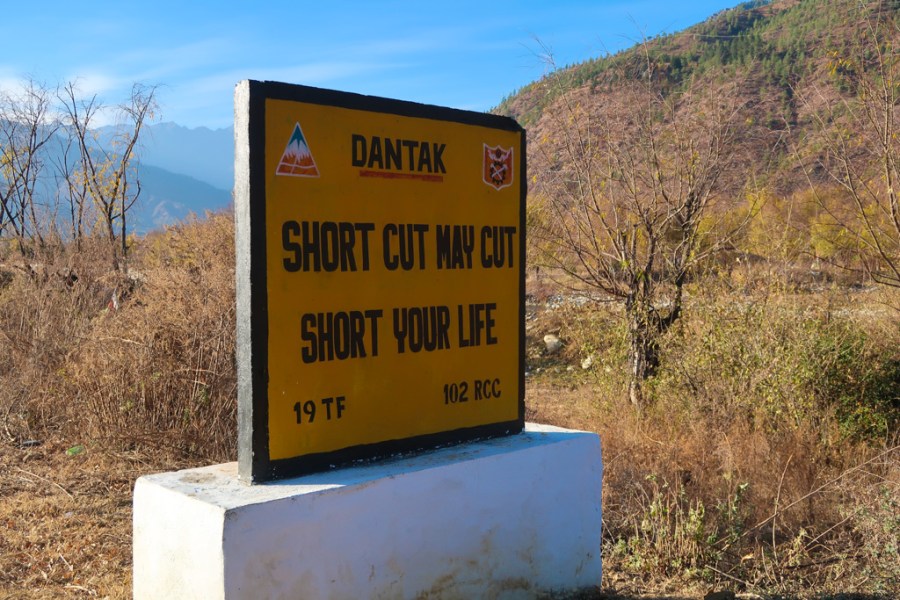 DANTAK
SHORT CUT MAY CUT
SHORT YOUR LIFE
19 TF 102 RCC